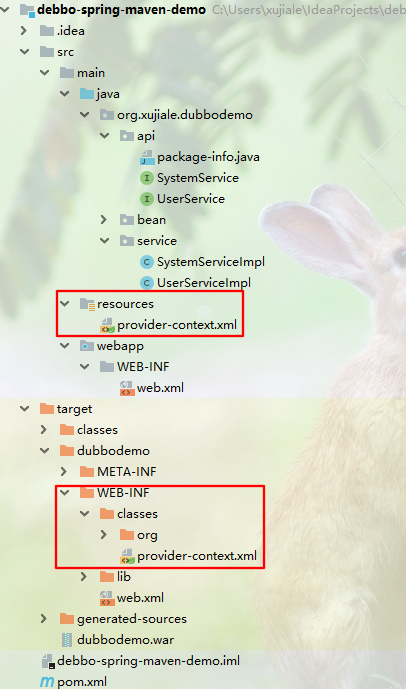 debbo-spring-maven-demo C:\Users\xujiale\IdeaProjects\deb
.idea
src
main
java
org.xujiale.dubbodemo
api
package-info.java
SystemService
UserService
bean
service
SystemServiceImpl
UserServiceImpl
resources
provider-context.xml
webapp
WEB-INF
web.xml
target
classes
dubbodemo
META-INF
WEB-INF
classes
org
provider-context.xml
lib
web.xml
generated-sources
dubbodemo.war
debbo-spring-maven-demo.iml
pom.xml